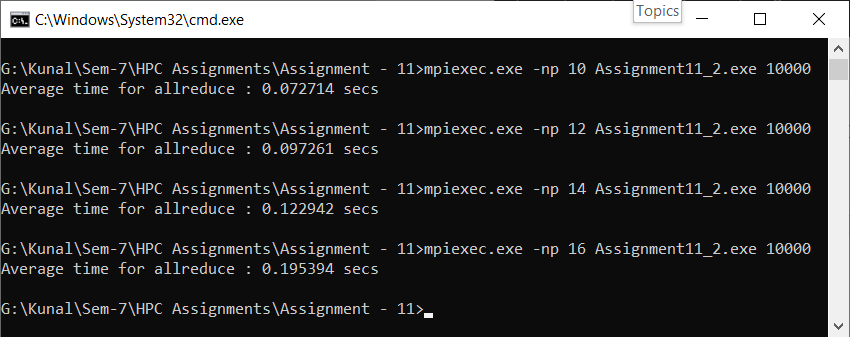 Topics
C:\Windows\System32\cmd.exe
G:\Kunal\Sem-7\HPC Assignments\Assignment - 11>mpiexec.exe -np 10 Assignment11_2.exe 10000
Average time for allreduce : 0.072714 secs
G:\Kunal\Sem-7\HPC Assignments\Assignment - 11>mpiexec.exe -np 12 Assignment11_2.exe 10000
Average time for allreduce : 0.097261 secs
G:\Kunal\Sem-7\HPC Assignments\Assignment - 11>mpiexec.exe -np 14 Assignment11_2.exe 10000
Average time for allreduce : 0.122942 secs
G:\Kunal\Sem-7\HPC Assignments\Assignment - 11>mpiexec.exe -np 16 Assignment11_2.exe 10000
Average time for allreduce : 0.195394 secs
G:\Kunal\Sem-7\HPC Assignments\Assignment - 11>